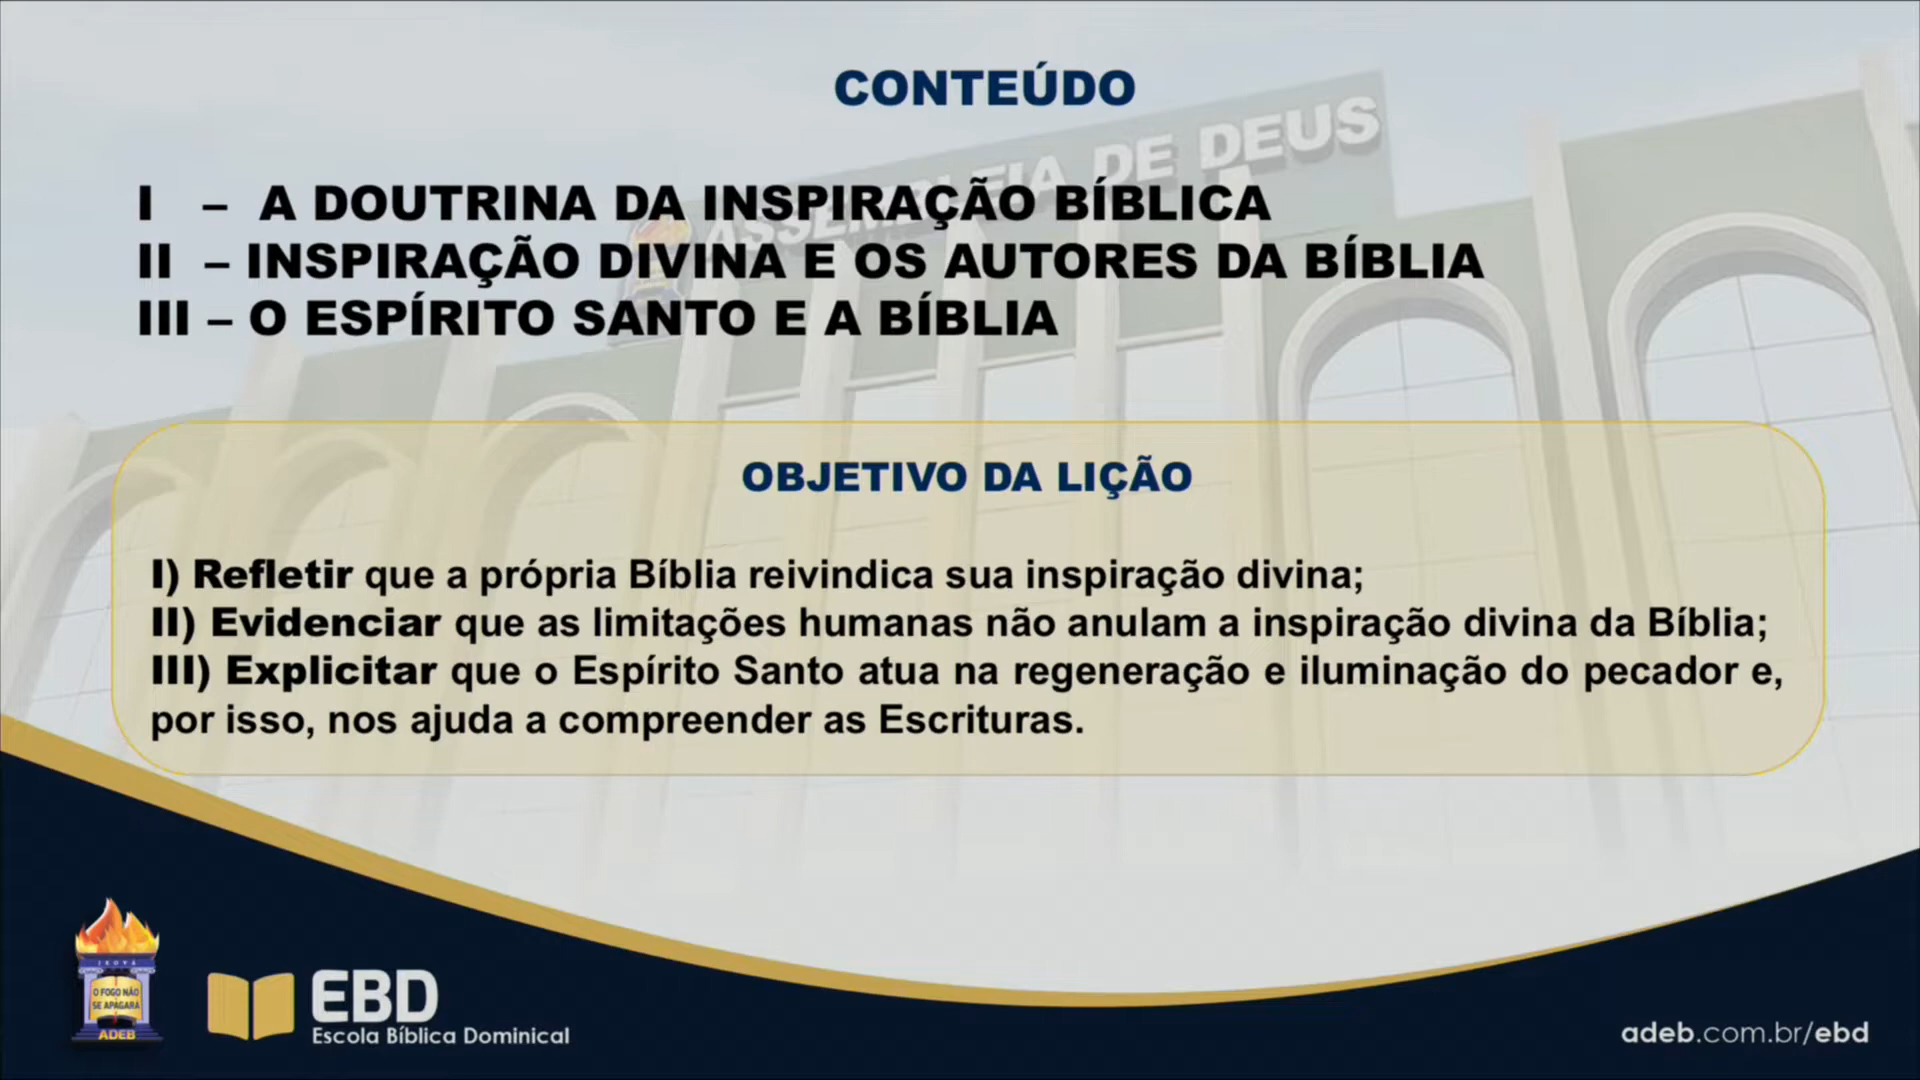 CONTEÚDO
ASSEMBLEIA DE DEUS
I – A DOUTRINA DA INSPIRAÇÃO BÍBLICA
II – INSPIRAÇÃO DIVINA E OS AUTORES DA BÍBLIA
III – O ESPÍRITO SANTO E A BÍBLIA
OBJETIVO DA LIÇÃO
I) Refletir que a própria Bíblia reivindica sua inspiração divina;
II) Evidenciar que as limitações humanas não anulam a inspiração divina da Bíblia;
III) Explicitar que o Espírito Santo atua na regeneração e iluminação do pecador e,
por isso, nos ajuda a compreender as Escrituras.
JEOVÁ
O FOGO NÃO
SE APAGARÁ
ADEB
EBD
Escola Bíblica Dominical
adeb.com.br/ebd